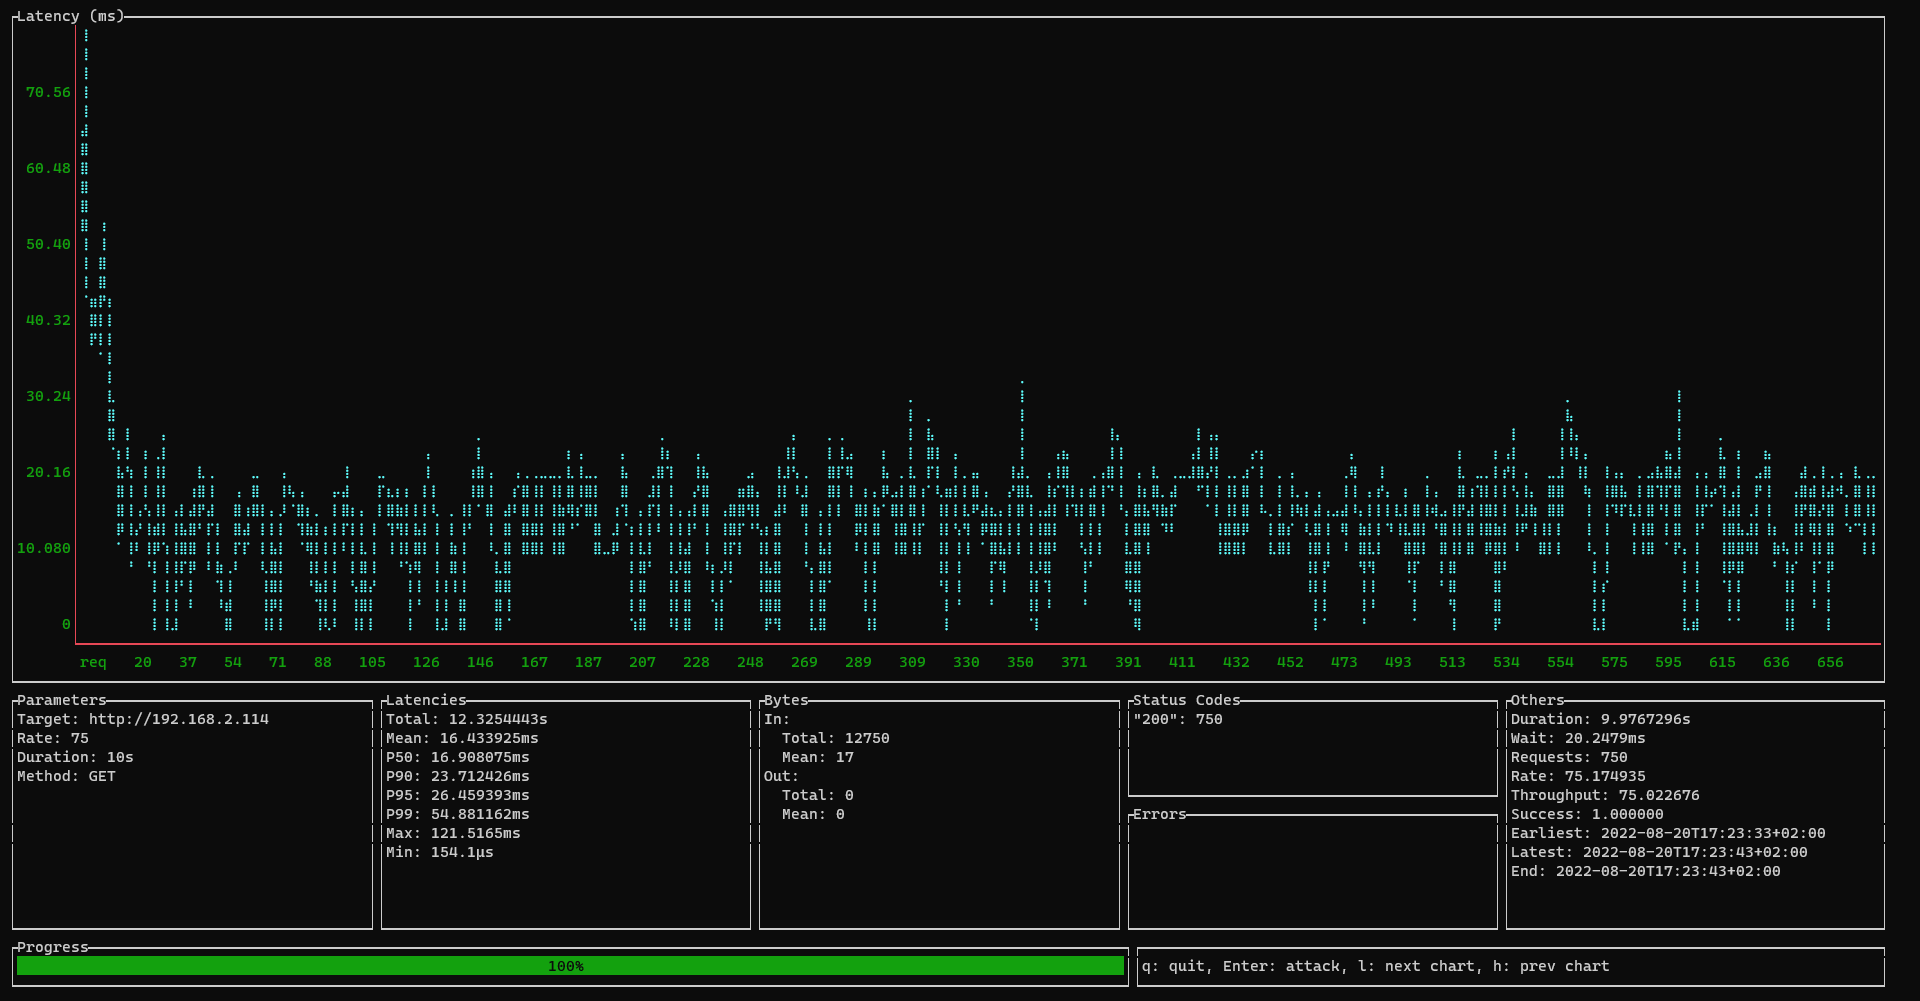 Latency (ms)
70.56
60.48
50.40
40.32
30.24
20.16
10.080
0
req 20 37 54 71 88 105 126 146 167 187 207 228 248 269 289 309 330 350 371 391 411 432 452 473 493 513 534 554 575 595 615 636 656
Parameters
Target: http://192.168.2.114
Rate: 75
Duration: 10s
Method: GET
Latencies
Total: 12.3254443s
Mean: 16.433925ms
P50: 16.908075ms
P90: 23.712426ms
P95: 26.459393ms
P99: 54.881162ms
Max: 121.5165ms
Min: 154.1µs
Bytes
In:
Total: 12750
Mean: 17
Out:
Total: 0
Mean: 0
Status Codes
"200": 750
Errors
Others
Duration: 9.9767296s
Wait: 20.2479ms
Requests: 750
Rate: 75.174935
Throughput: 75.022676
Success: 1.000000
Earliest: 2022-08-20T17:23:33+02:00
Latest: 2022-08-20T17:23:43+02:00
End: 2022-08-20T17:23:43+02:00
Progress
100%
q: quit, Enter: attack, l: next chart, h: prev chart